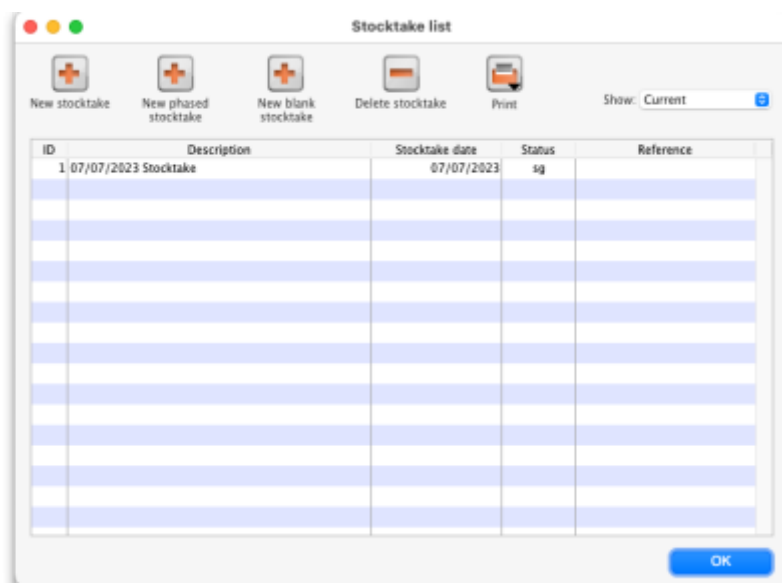 Stocktake list
New stocktake
New phased
stocktake
New blank
stocktake
Delete stocktake
Print
Show: Current
ID Description Stocktake date Status Reference
1 07/07/2023 Stocktake 07/07/2023 sg
OK